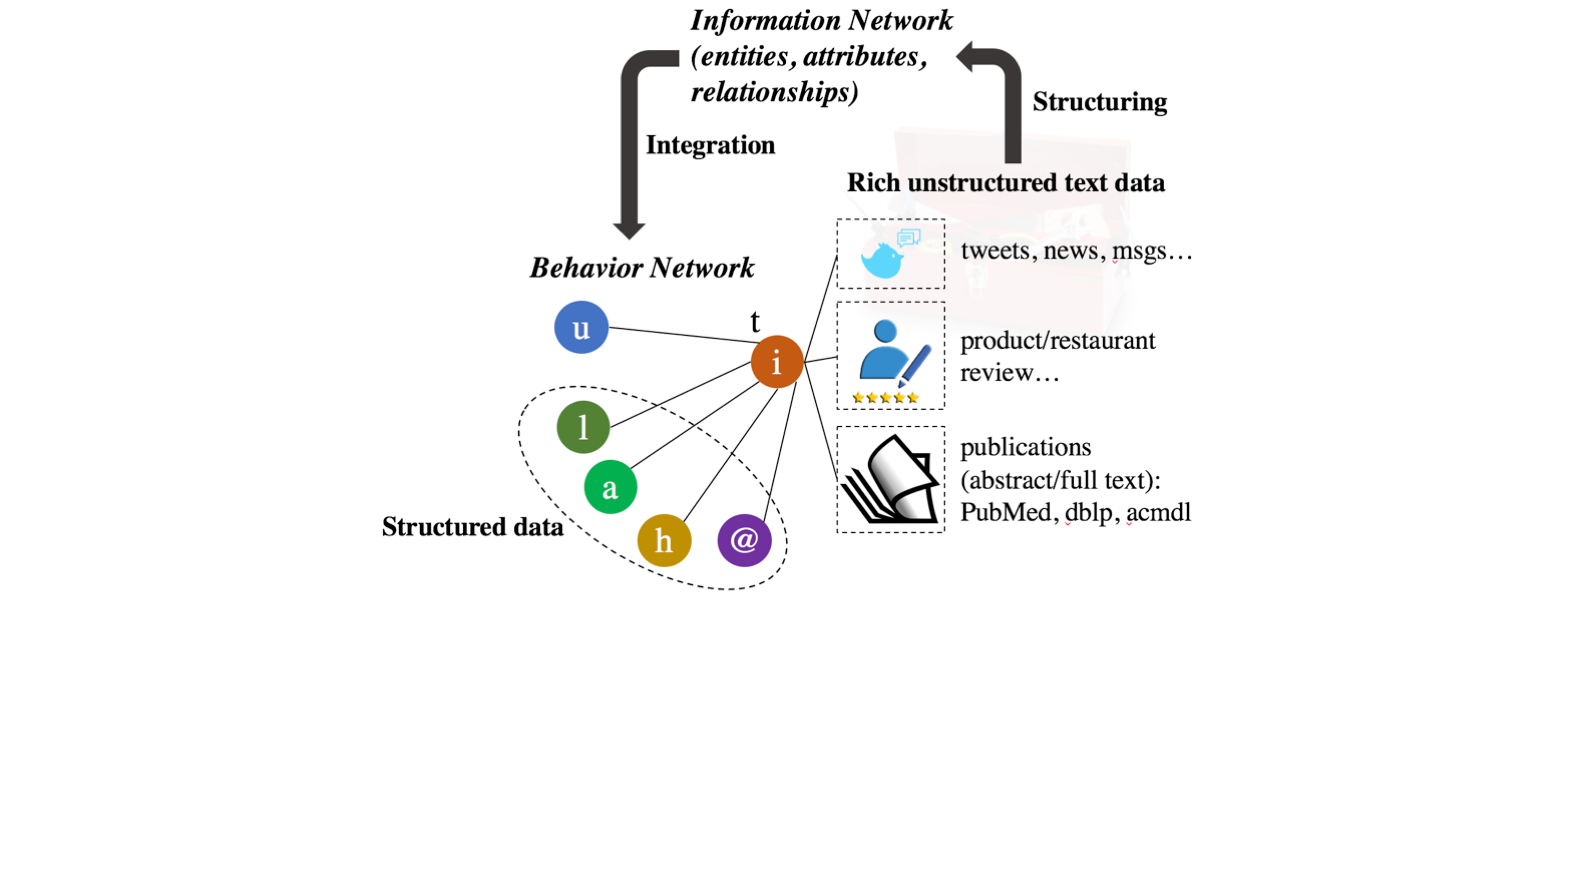 Information Network
(entities, attributes,
relationships)
Structuring
Integration
Rich unstructured text data
tweets, news, msgs…
Behavior Network
t
u
i
product/restaurant
review…
l
a
publications
(abstract/full text):
PubMed, dblp, acmdl
Structured data
h
@